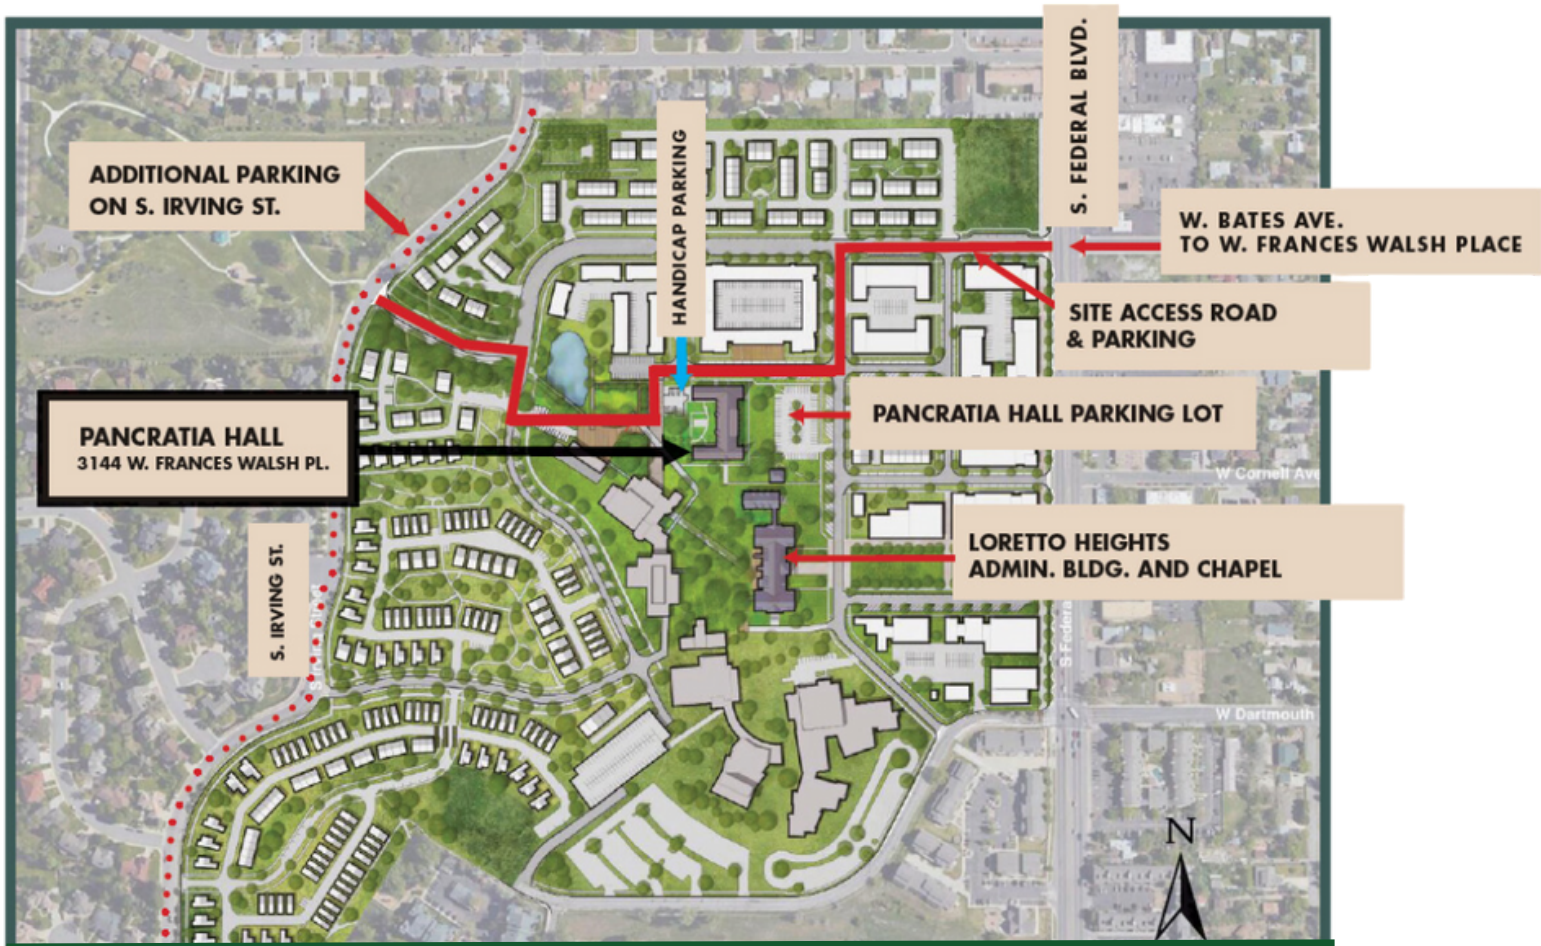 S. FEDERAL BLVD.
ADDITIONAL PARKING
ON S. IRVING ST.
HANDICAP PARKING
W. BATES AVE.
TO W. FRANCES WALSH PLACE
SITE ACCESS ROAD
& PARKING
PANCRATIA HALL PARKING LOT
PANCRATIA HALL
3144 W. FRANCES WALSH PL.
W Cornell Ave
LORETTO HEIGHTS
ADMIN. BLDG. AND CHAPEL
S. IRVING ST.
S Federa
W Dartmouth
N